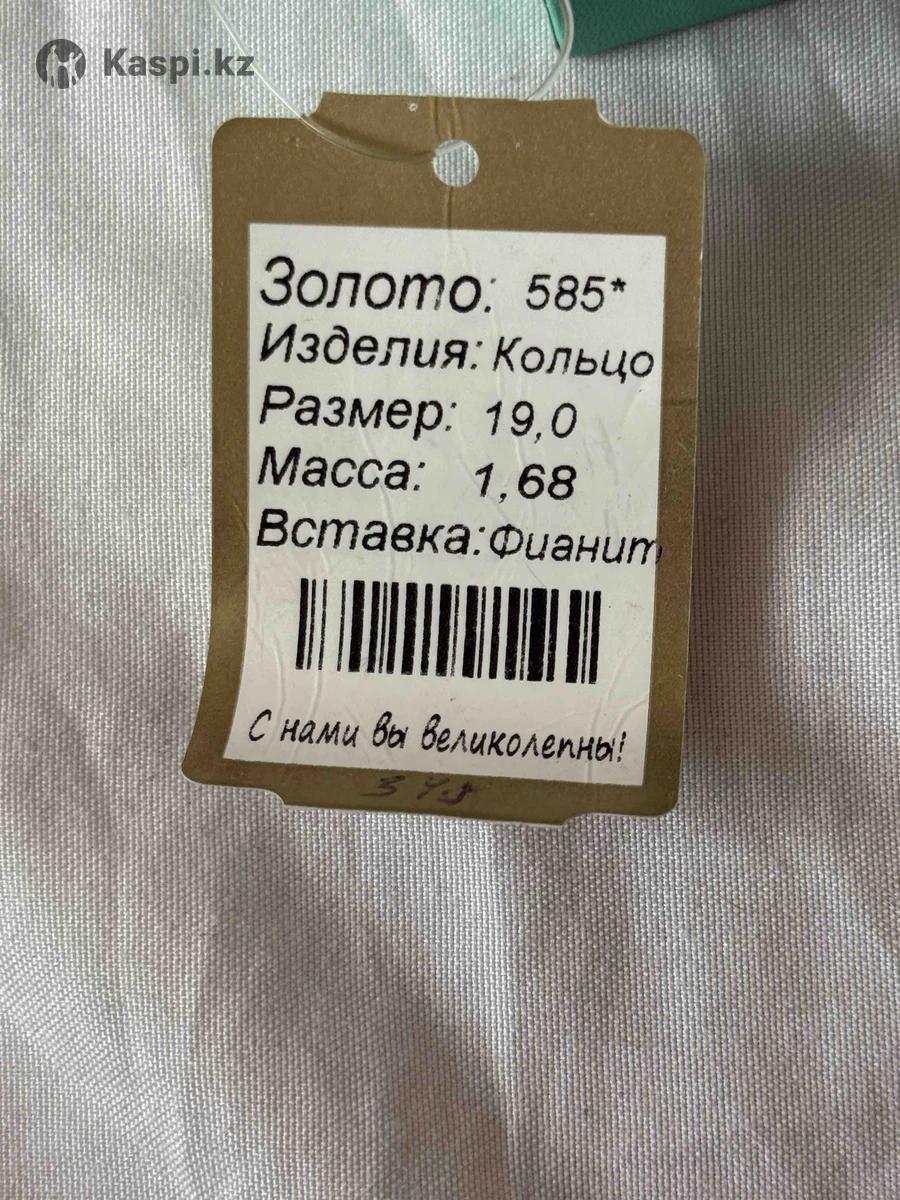 Kaspi.kz
Золото: 585*
Изделия: Кольцо
Размер: 19,0
Масса: 1,68
Вставка: Фианит
С нами вы великолепны!